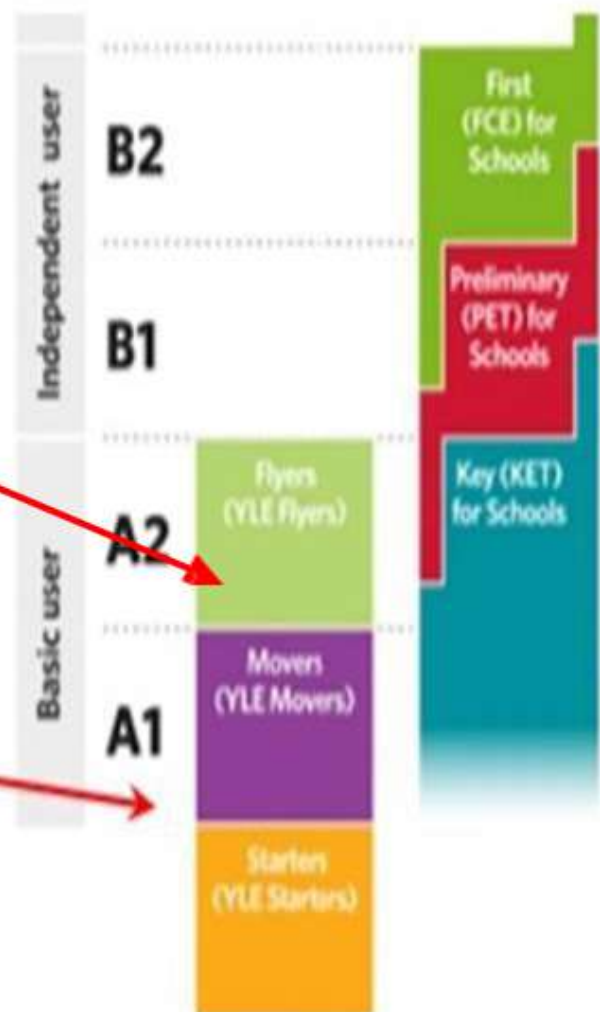 Independent user
Basic user
B2
B1
A2
A1
First
(FCE) for
Schools
Preliminary
(PET) for
Schools
Key (KET)
for Schools
Flyers
(YLE Flyers)
Movers
(YLE Movers)
Starters
(YLE Starters)